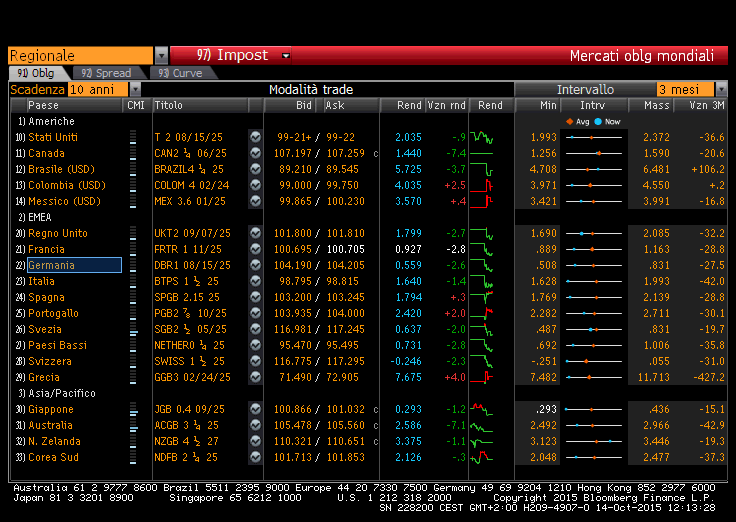 Regionale 97) Impost Mercati oblg mondiali
91) Oblg 92) Spread 93) Curve
Scadenza 10 anni Modalità trade Intervallo 3 mesi
Paese CMI Titolo Bid Ask Rend Vzn rnd Rend Min Intrv Mass Vzn 3M
1) Americhe Avg Now
10) Stati Uniti T 2 08/15/25 99-21+ / 99-22 2.035 -.9 1.993 2.372 -36.6
11) Canada CAN2 ¼ 06/25 107.197 / 107.259 c 1.440 -7.4 1.256 1.590 -20.6
12) Brasile (USD) BRAZIL4 ¼ 25 89.210 / 89.545 5.725 -3.7 4.708 6.481 +106.2
13) Colombia (USD) COLOM 4 02/24 99.000 / 99.750 4.035 +2.5 3.971 4.550 +.2
14) Messico (USD) MEX 3.6 01/25 99.865 / 100.230 3.570 +.4 3.421 3.991 -16.8
2) EMEA
20) Regno Unito UKT2 09/07/25 101.800 / 101.810 1.799 -2.7 1.690 2.085 -32.2
21) Francia FRTR 1 11/25 100.695 / 100.705 0.927 -2.8 .889 1.163 -28.8
22) Germania DBR1 08/15/25 104.190 / 104.205 0.559 -2.6 .508 .831 -27.5
23) Italia BTPS 1 ½ 25 98.795 / 98.815 1.640 -1.4 1.628 1.993 -42.0
24) Spagna SPGB 2.15 25 103.200 / 103.245 1.794 +.3 1.769 2.139 -28.8
25) Portogallo PGB2 ⅞ 10/25 103.935 / 104.000 2.420 +2.0 2.282 2.711 -30.1
26) Svezia SGB2 ½ 05/25 116.981 / 117.245 0.637 -2.0 .487 .831 -19.7
27) Paesi Bassi NETHER0 ¼ 25 95.470 / 95.495 0.731 -2.8 .692 1.006 -35.8
28) Svizzera SWISS 1 ½ 25 116.775 / 117.295 -0.246 -2.3 -.251 .055 -31.0
29) Grecia GGB3 02/24/25 71.490 / 72.905 7.675 +4.0 7.482 11.713 -427.2
3) Asia/Pacifico
30) Giappone JGB 0.4 09/25 100.866 / 101.032 c 0.293 -1.2 .293 .436 -15.1
31) Australia ACGB 3 ¼ 25 105.478 / 105.560 c 2.586 -7.1 2.492 2.966 -42.9
32) N. Zelanda NZGB 4 ½ 27 110.321 / 110.651 c 3.375 -1.1 3.123 3.446 -19.3
33) Corea Sud NDFB 2 ¼ 25 101.713 / 101.853 2.126 -.3 2.048 2.477 -37.3
Australia 61 2 9777 8600 Brazil 5511 2395 9000 Europe 44 20 7330 7500 Germany 49 69 9204 1210 Hong Kong 852 2977 6000
Japan 81 3 3201 8900 Singapore 65 6212 1000 U.S. 1 212 318 2000 Copyright 2015 Bloomberg Finance L.P.
SN 228200 CEST GMT+2:00 H209-4907-0 14-Oct-2015 12:13:28